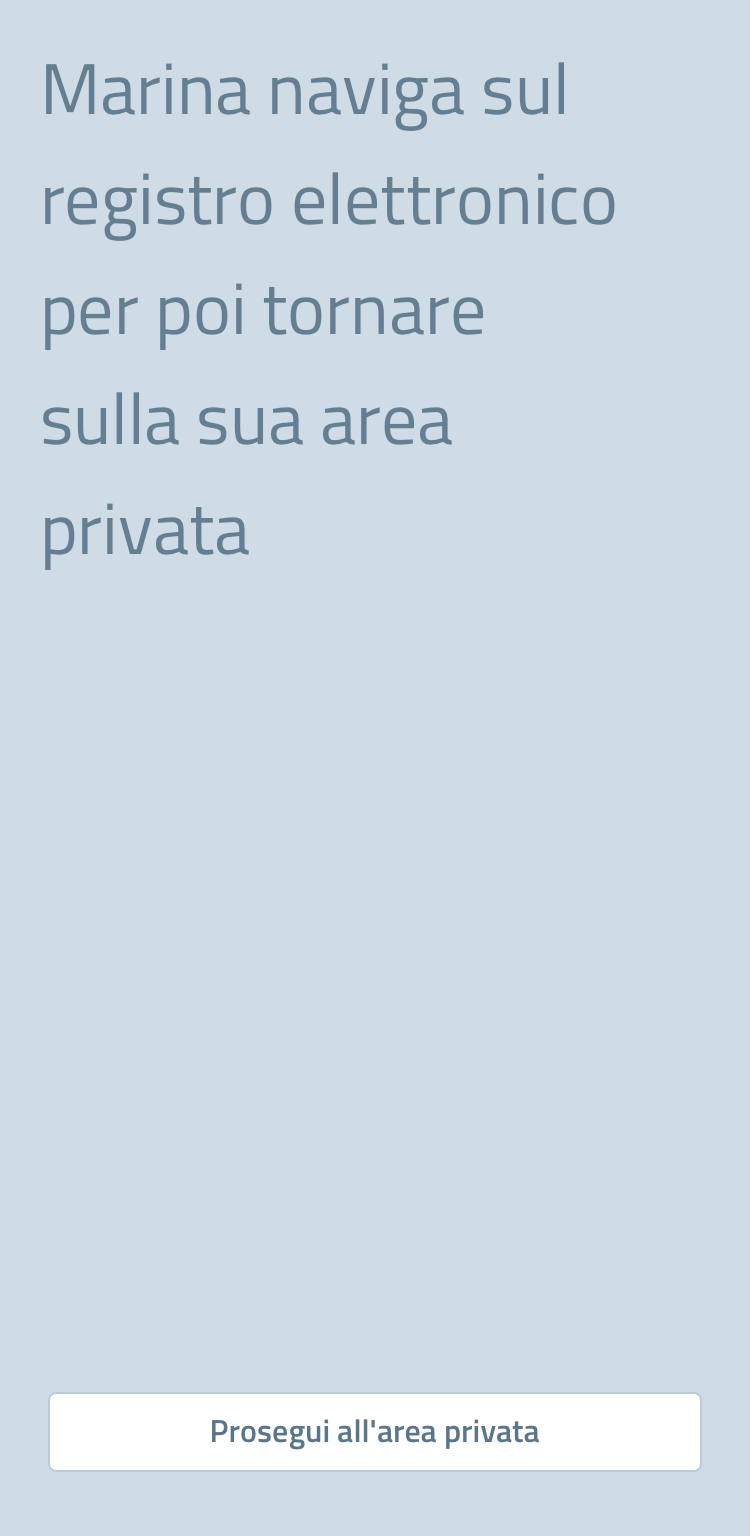 Marina naviga sul
registro elettronico
per poi tornare
sulla sua area
privata
Prosegui all'area privata